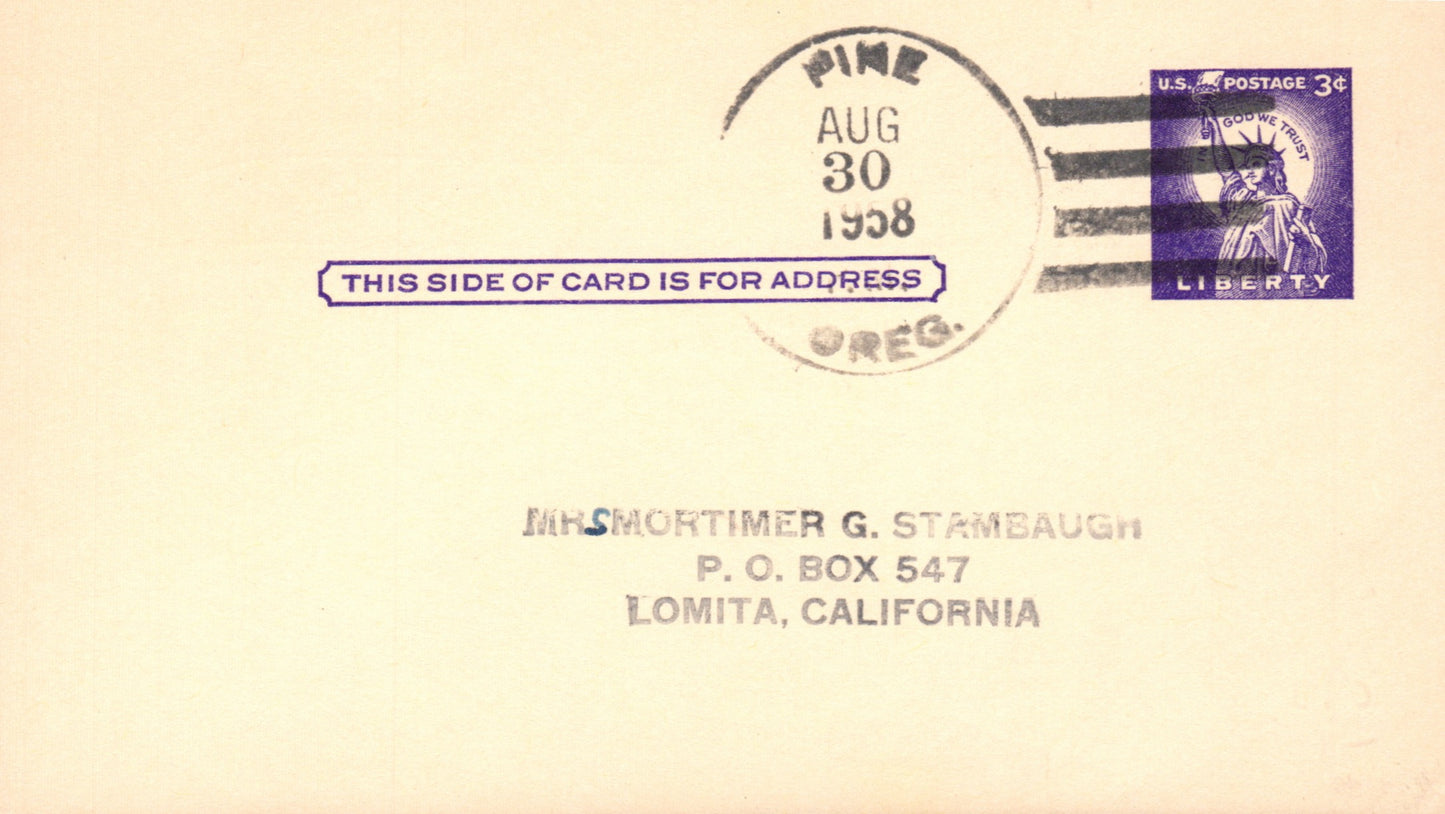 PINE
AUG
30
1958
OREG.
U.S. POSTAGE 3¢
IN GOD WE TRUST
LIBERTY
THIS SIDE OF CARD IS FOR ADDRESS
MRS MORTIMER G. STAMBAUGH
P. O. BOX 547
LOMITA, CALIFORNIA